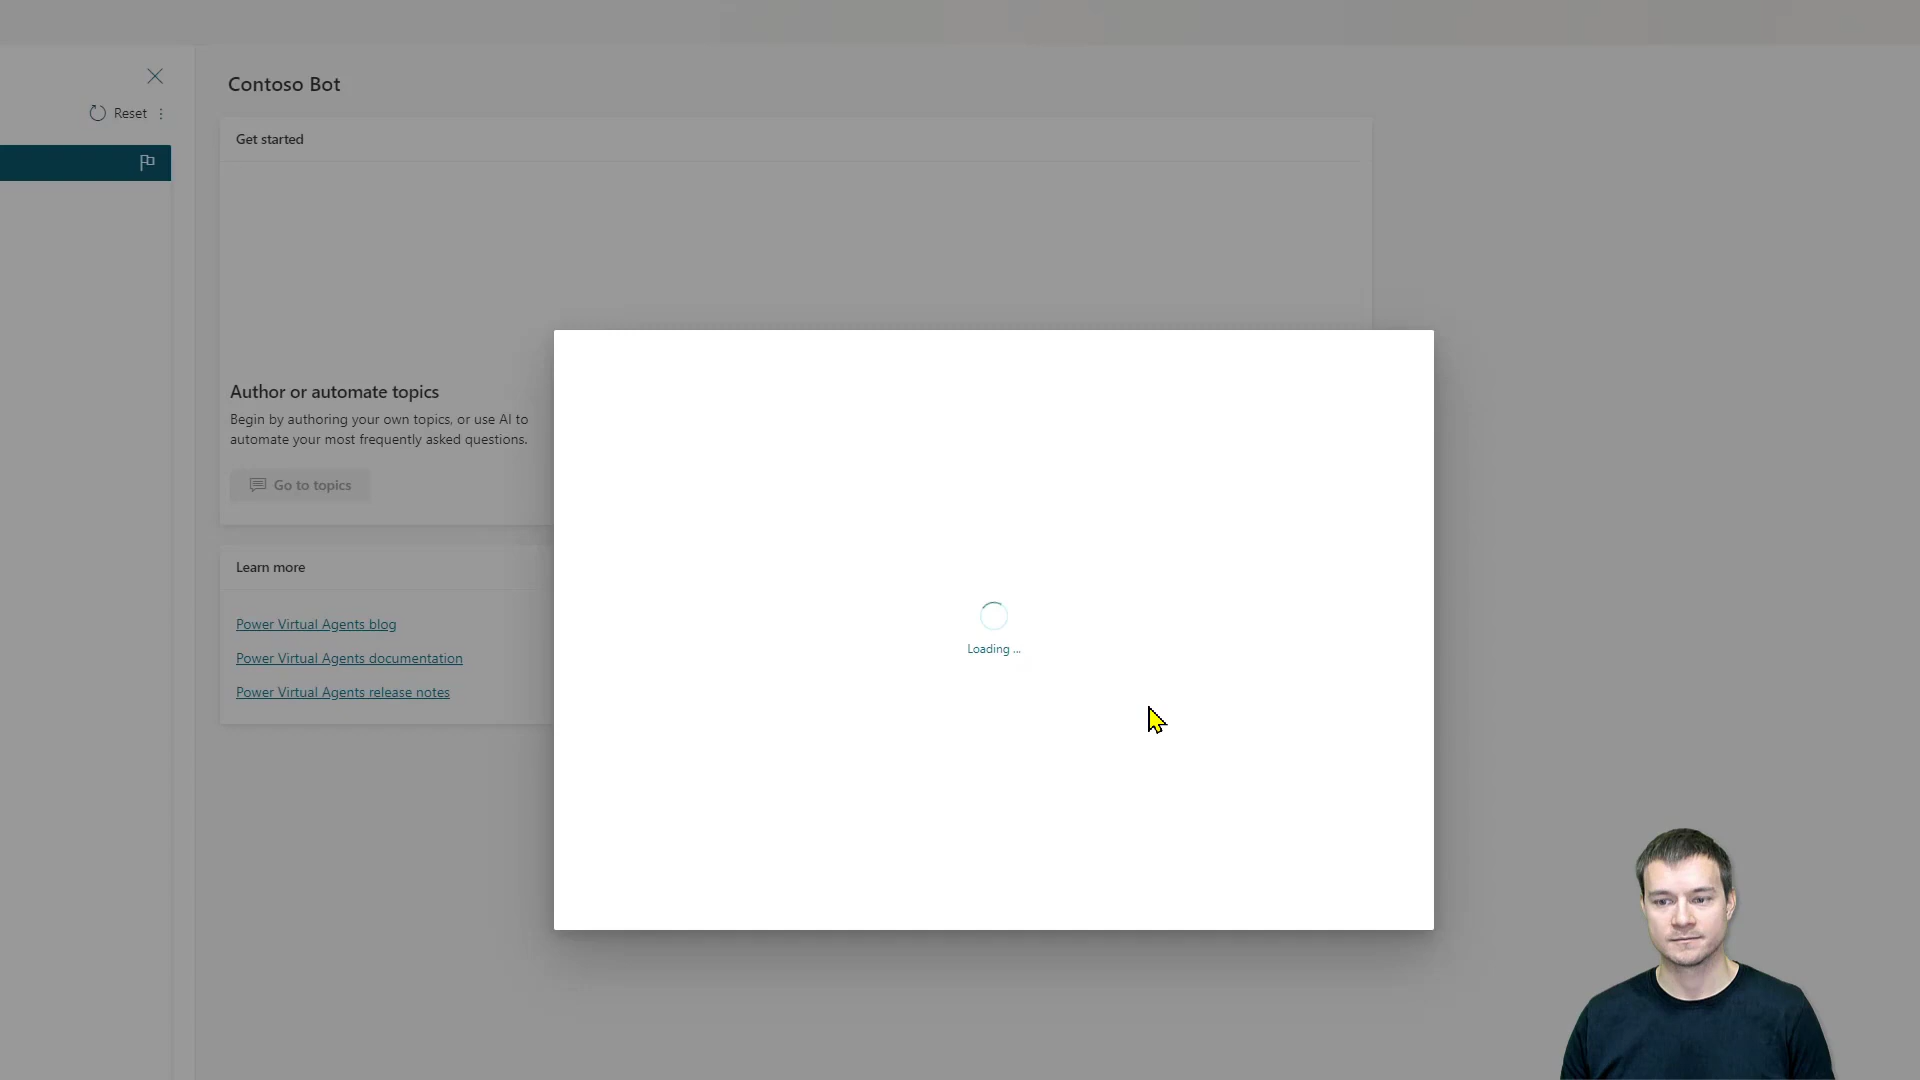 Contoso Bot
Reset
Get started
Author or automate topics
Begin by authoring your own topics, or use AI to
automate your most frequently asked questions.
Go to topics
Learn more
Power Virtual Agents blog
Power Virtual Agents documentation
Power Virtual Agents release notes
Loading ...